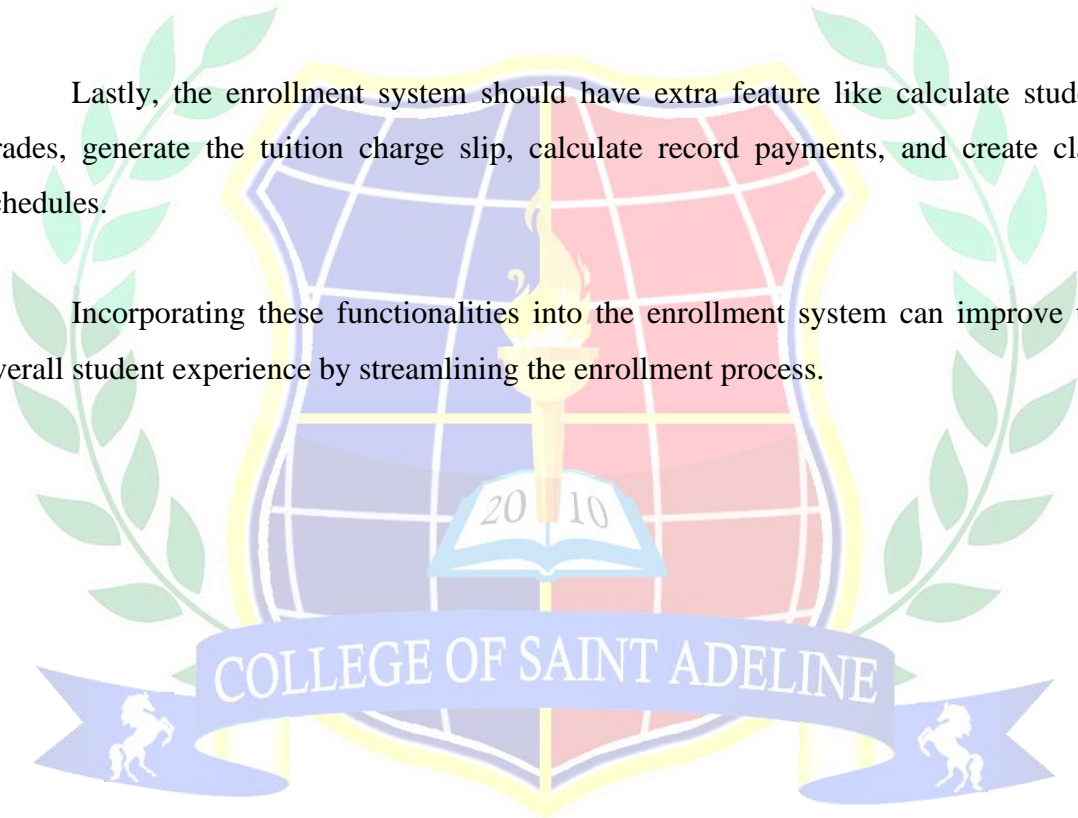 Lastly, the enrollment system should have extra feature like calculate stude
rades, generate the tuition charge slip, calculate record payments, and create cla
chedules.
Incorporating these functionalities into the enrollment system can improve t
verall student experience by streamlining the enrollment process.
20 10
COLLEGE OF SAINT ADELINE